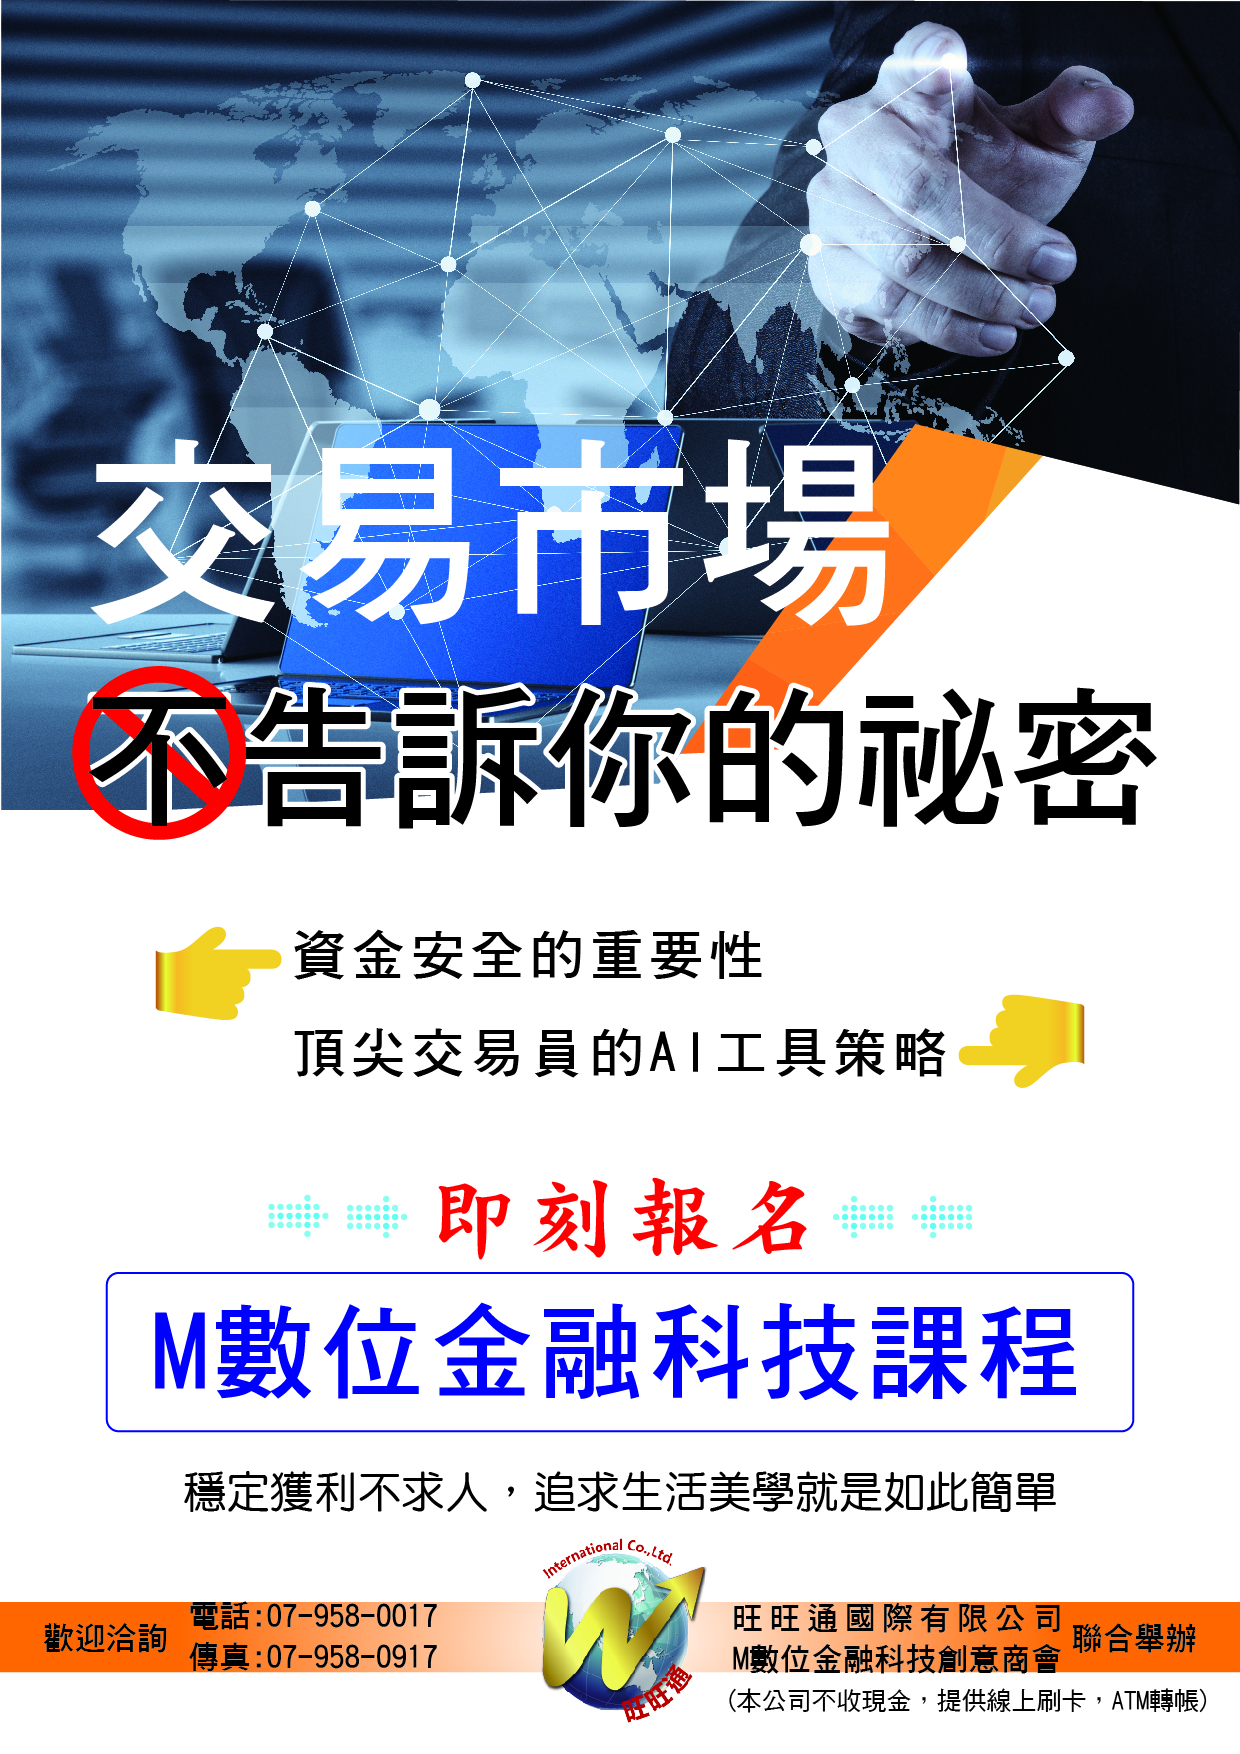 交易市場
不告訴你的祕密
資金安全的重要性
頂尖交易員的AI工具策略
即刻報名
M數位金融科技課程
穩定獲利不求人，追求生活美學就是如此簡單
International Co.,Ltd.
W
旺旺通
歡迎洽詢
電話:07-958-0017
傳真:07-958-0917
旺旺通國際有限公司
M數位金融科技創意商會
聯合舉辦
(本公司不收現金，提供線上刷卡，ATM轉帳)